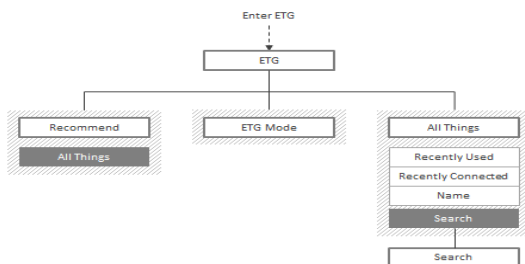 Enter ETG
ETG
Recommend
All Things
ETG Mode
All Things
Recently Used
Recently Connected
Name
Search
Search